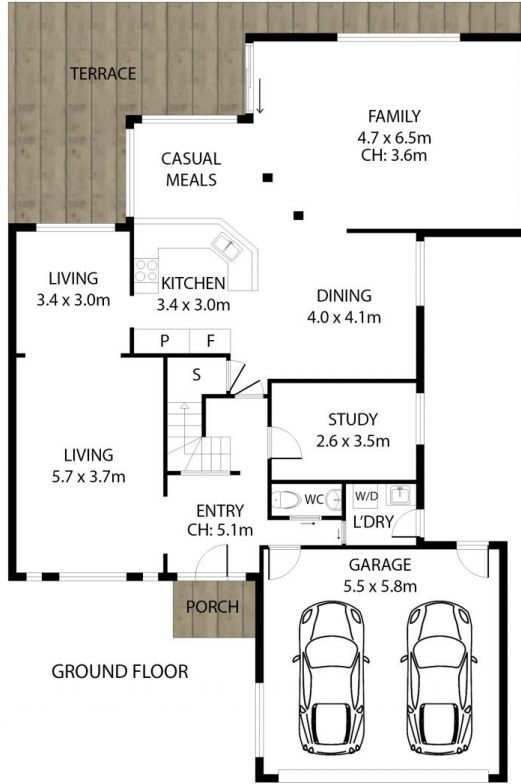 TERRACE
FAMILY
4.7 x 6.5m
CH: 3.6m
CASUAL
MEALS
LIVING
3.4 x 3.0m
KITCHEN
3.4 x 3.0m
DINING
4.0 x 4.1m
P
F
S
STUDY
2.6 x 3.5m
LIVING
5.7 x 3.7m
ENTRY
CH: 5.1m
WC
W/D
L'DRY
GARAGE
5.5 x 5.8m
PORCH
GROUND FLOOR